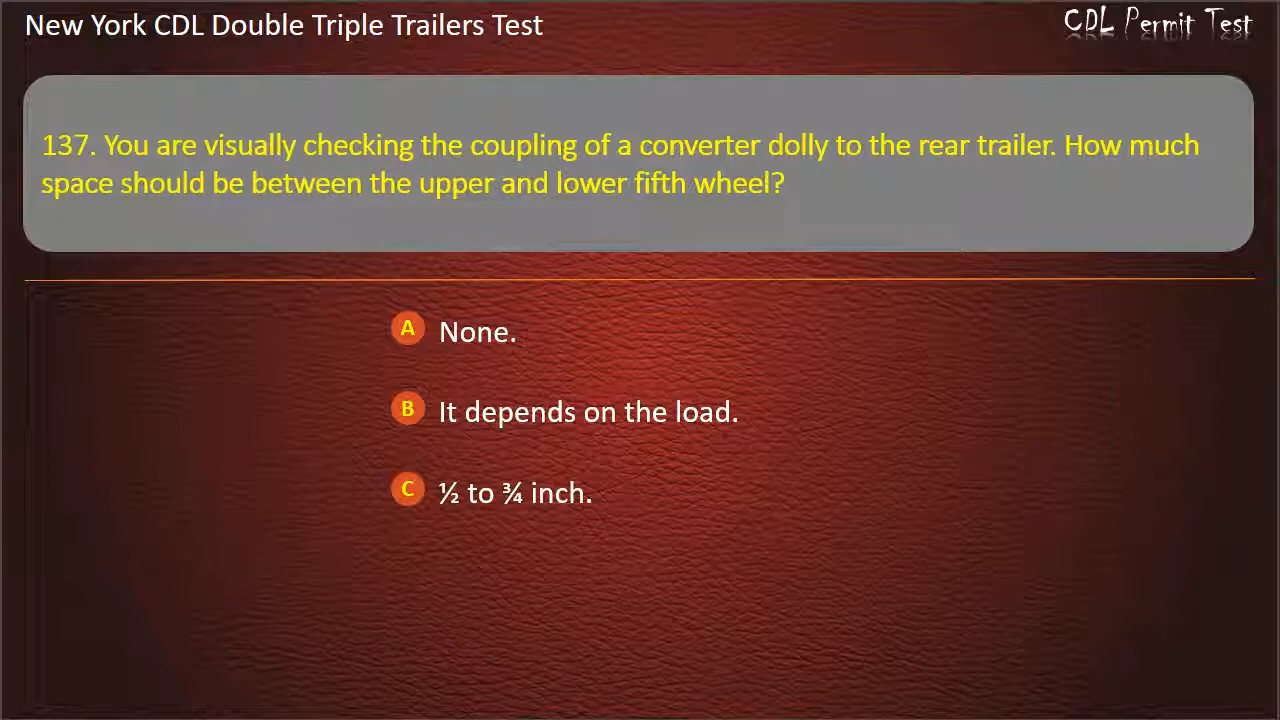 New York CDL Double Triple Trailers Test
CDL Permit Test
137. You are visually checking the coupling of a converter dolly to the rear trailer. How much
space should be between the upper and lower fifth wheel?
A None.
B It depends on the load.
C ½ to ¾ inch.